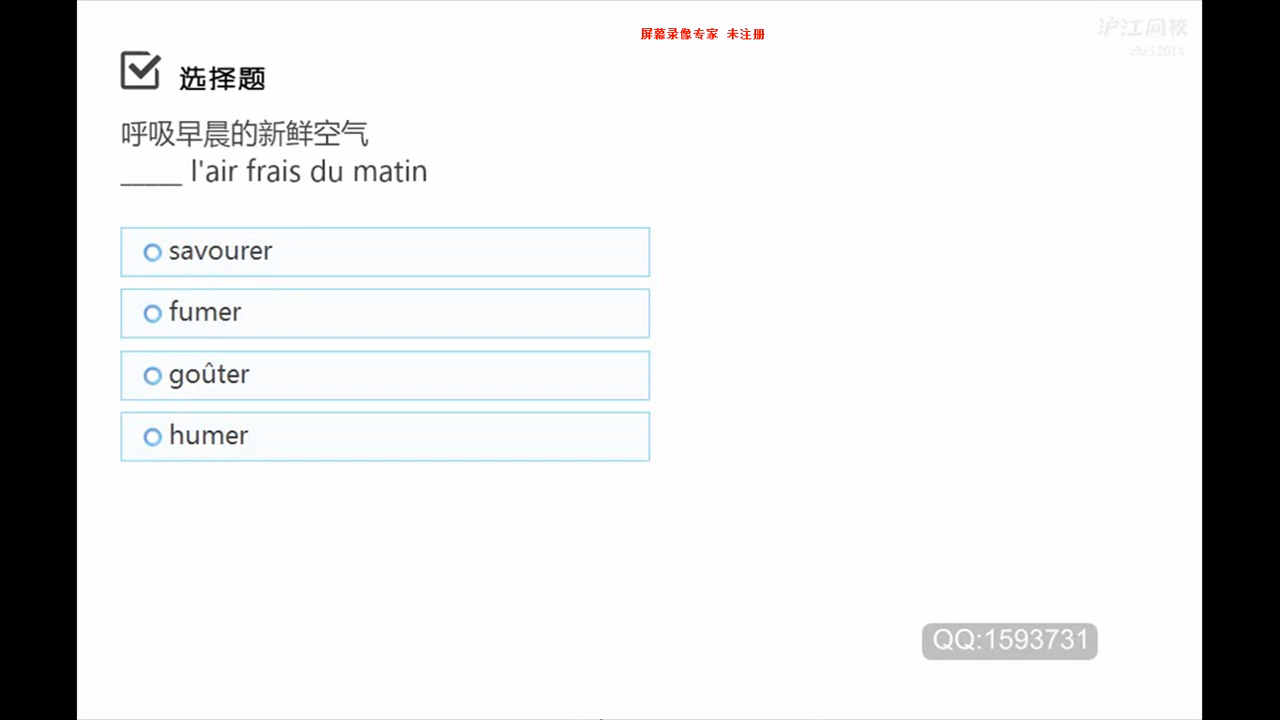 屏幕录像专家 未注册
沪江网校
chri2014
选择题
呼吸早晨的新鲜空气
_____ l'air frais du matin
savourer
fumer
goûter
humer
QQ:1593731